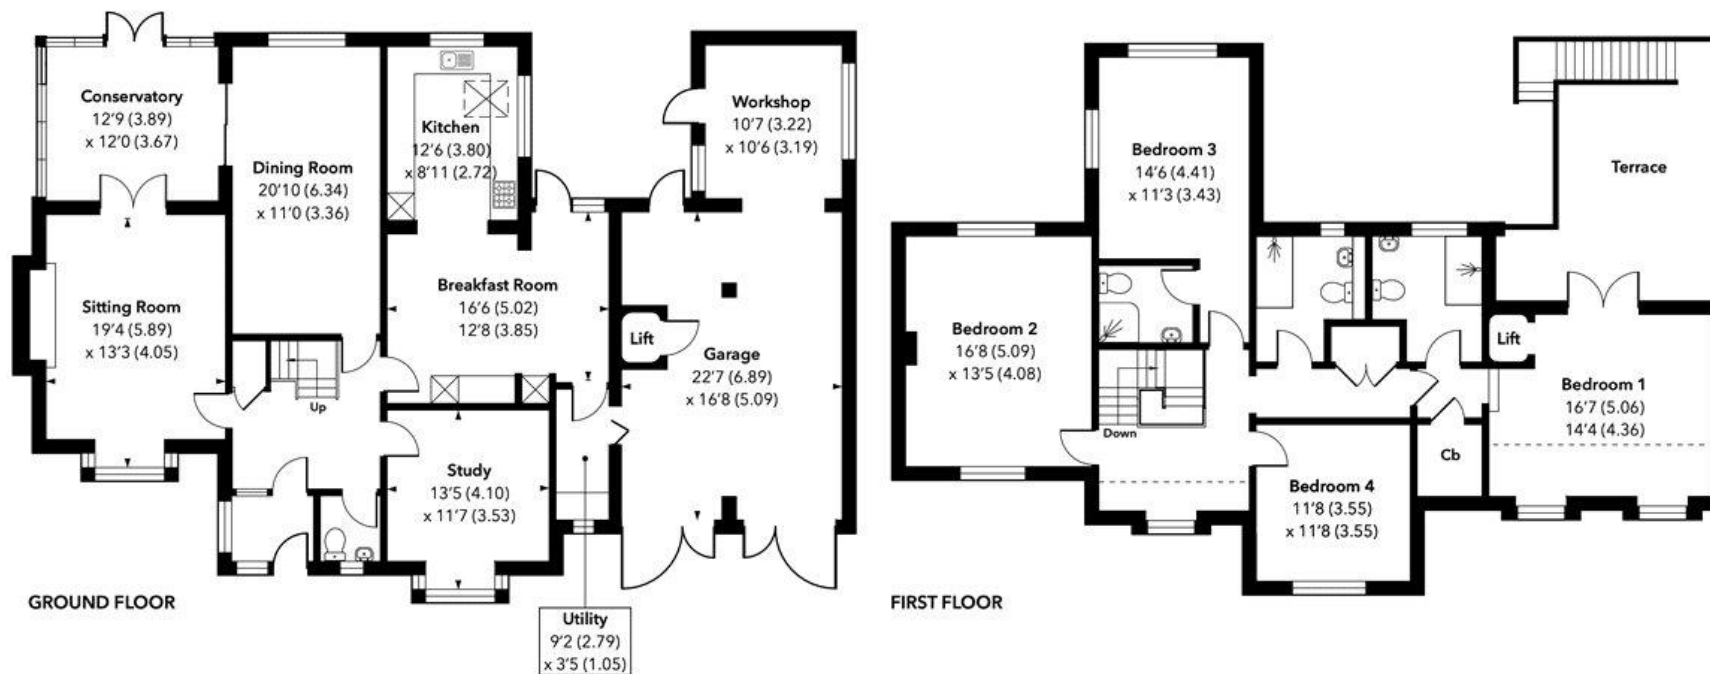 Conservatory
12'9 (3.89)
x 12'0 (3.67)
Dining Room
20'10 (6.34)
x 11'0 (3.36)
Kitchen
12'6 (3.80)
x 8'11 (2.72)
Workshop
10'7 (3.22)
x 10'6 (3.19)
Sitting Room
19'4 (5.89)
x 13'3 (4.05)
Breakfast Room
16'6 (5.02)
12'8 (3.85)
Lift
Garage
22'7 (6.89)
x 16'8 (5.09)
Up
Study
13'5 (4.10)
x 11'7 (3.53)
Utility
9'2 (2.79)
x 3'5 (1.05)
GROUND FLOOR
Bedroom 3
14'6 (4.41)
x 11'3 (3.43)
Terrace
Bedroom 2
16'8 (5.09)
x 13'5 (4.08)
Lift
Bedroom 1
16'7 (5.06)
14'4 (4.36)
Down
Cb
Bedroom 4
11'8 (3.55)
x 11'8 (3.55)
FIRST FLOOR